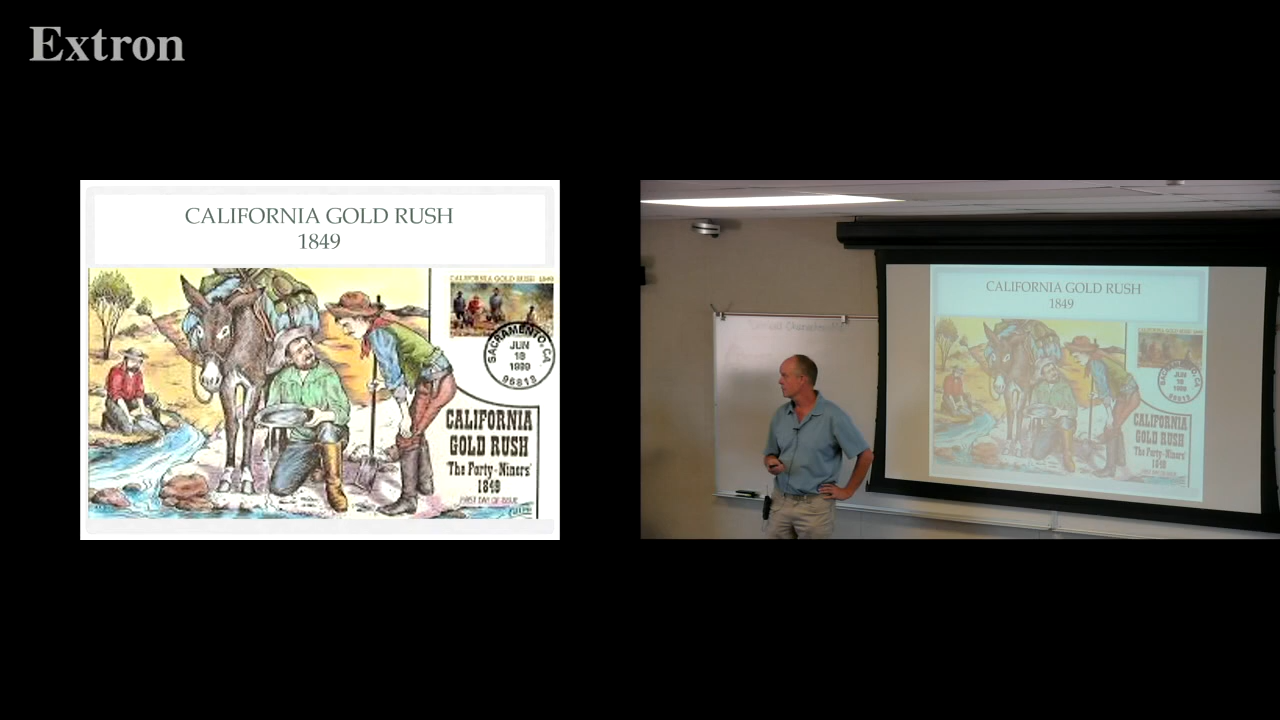 Extron
CALIFORNIA GOLD RUSH
1849
CALIFORNIA GOLD RUSH 1849
SACRAMENTO, CA
JUN
18
1999
95813
CALIFORNIA
GOLD RUSH
The Forty-Niners
1849
FIRST DAY OF ISSUE
CALIFORNIA GOLD RUSH
1849
CALIFORNIA
GOLD RUSH
The Forty-Niners
1849